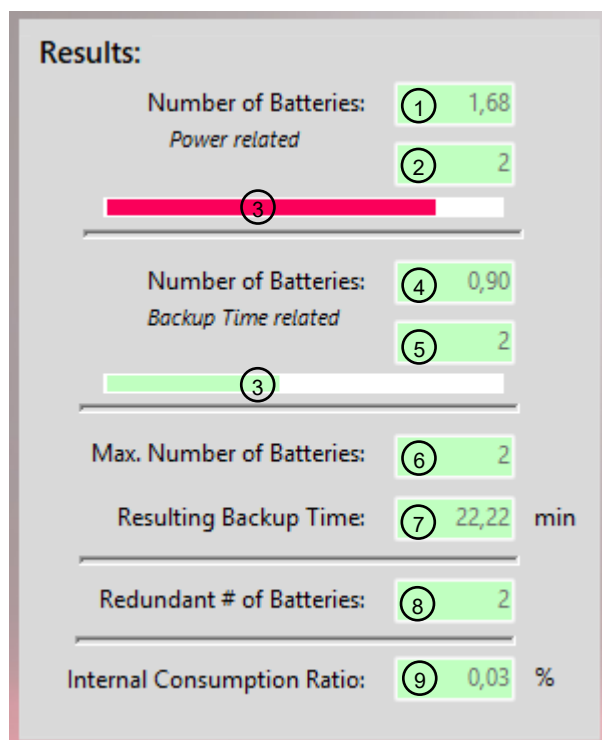 Results:
Number of Batteries: 1 1,68
Power related
2 2
3
Number of Batteries: 4 0,90
Backup Time related
5 2
3
Max. Number of Batteries: 6 2
Resulting Backup Time: 7 22,22 min
Redundant # of Batteries: 8 2
Internal Consumption Ratio: 9 0,03 %